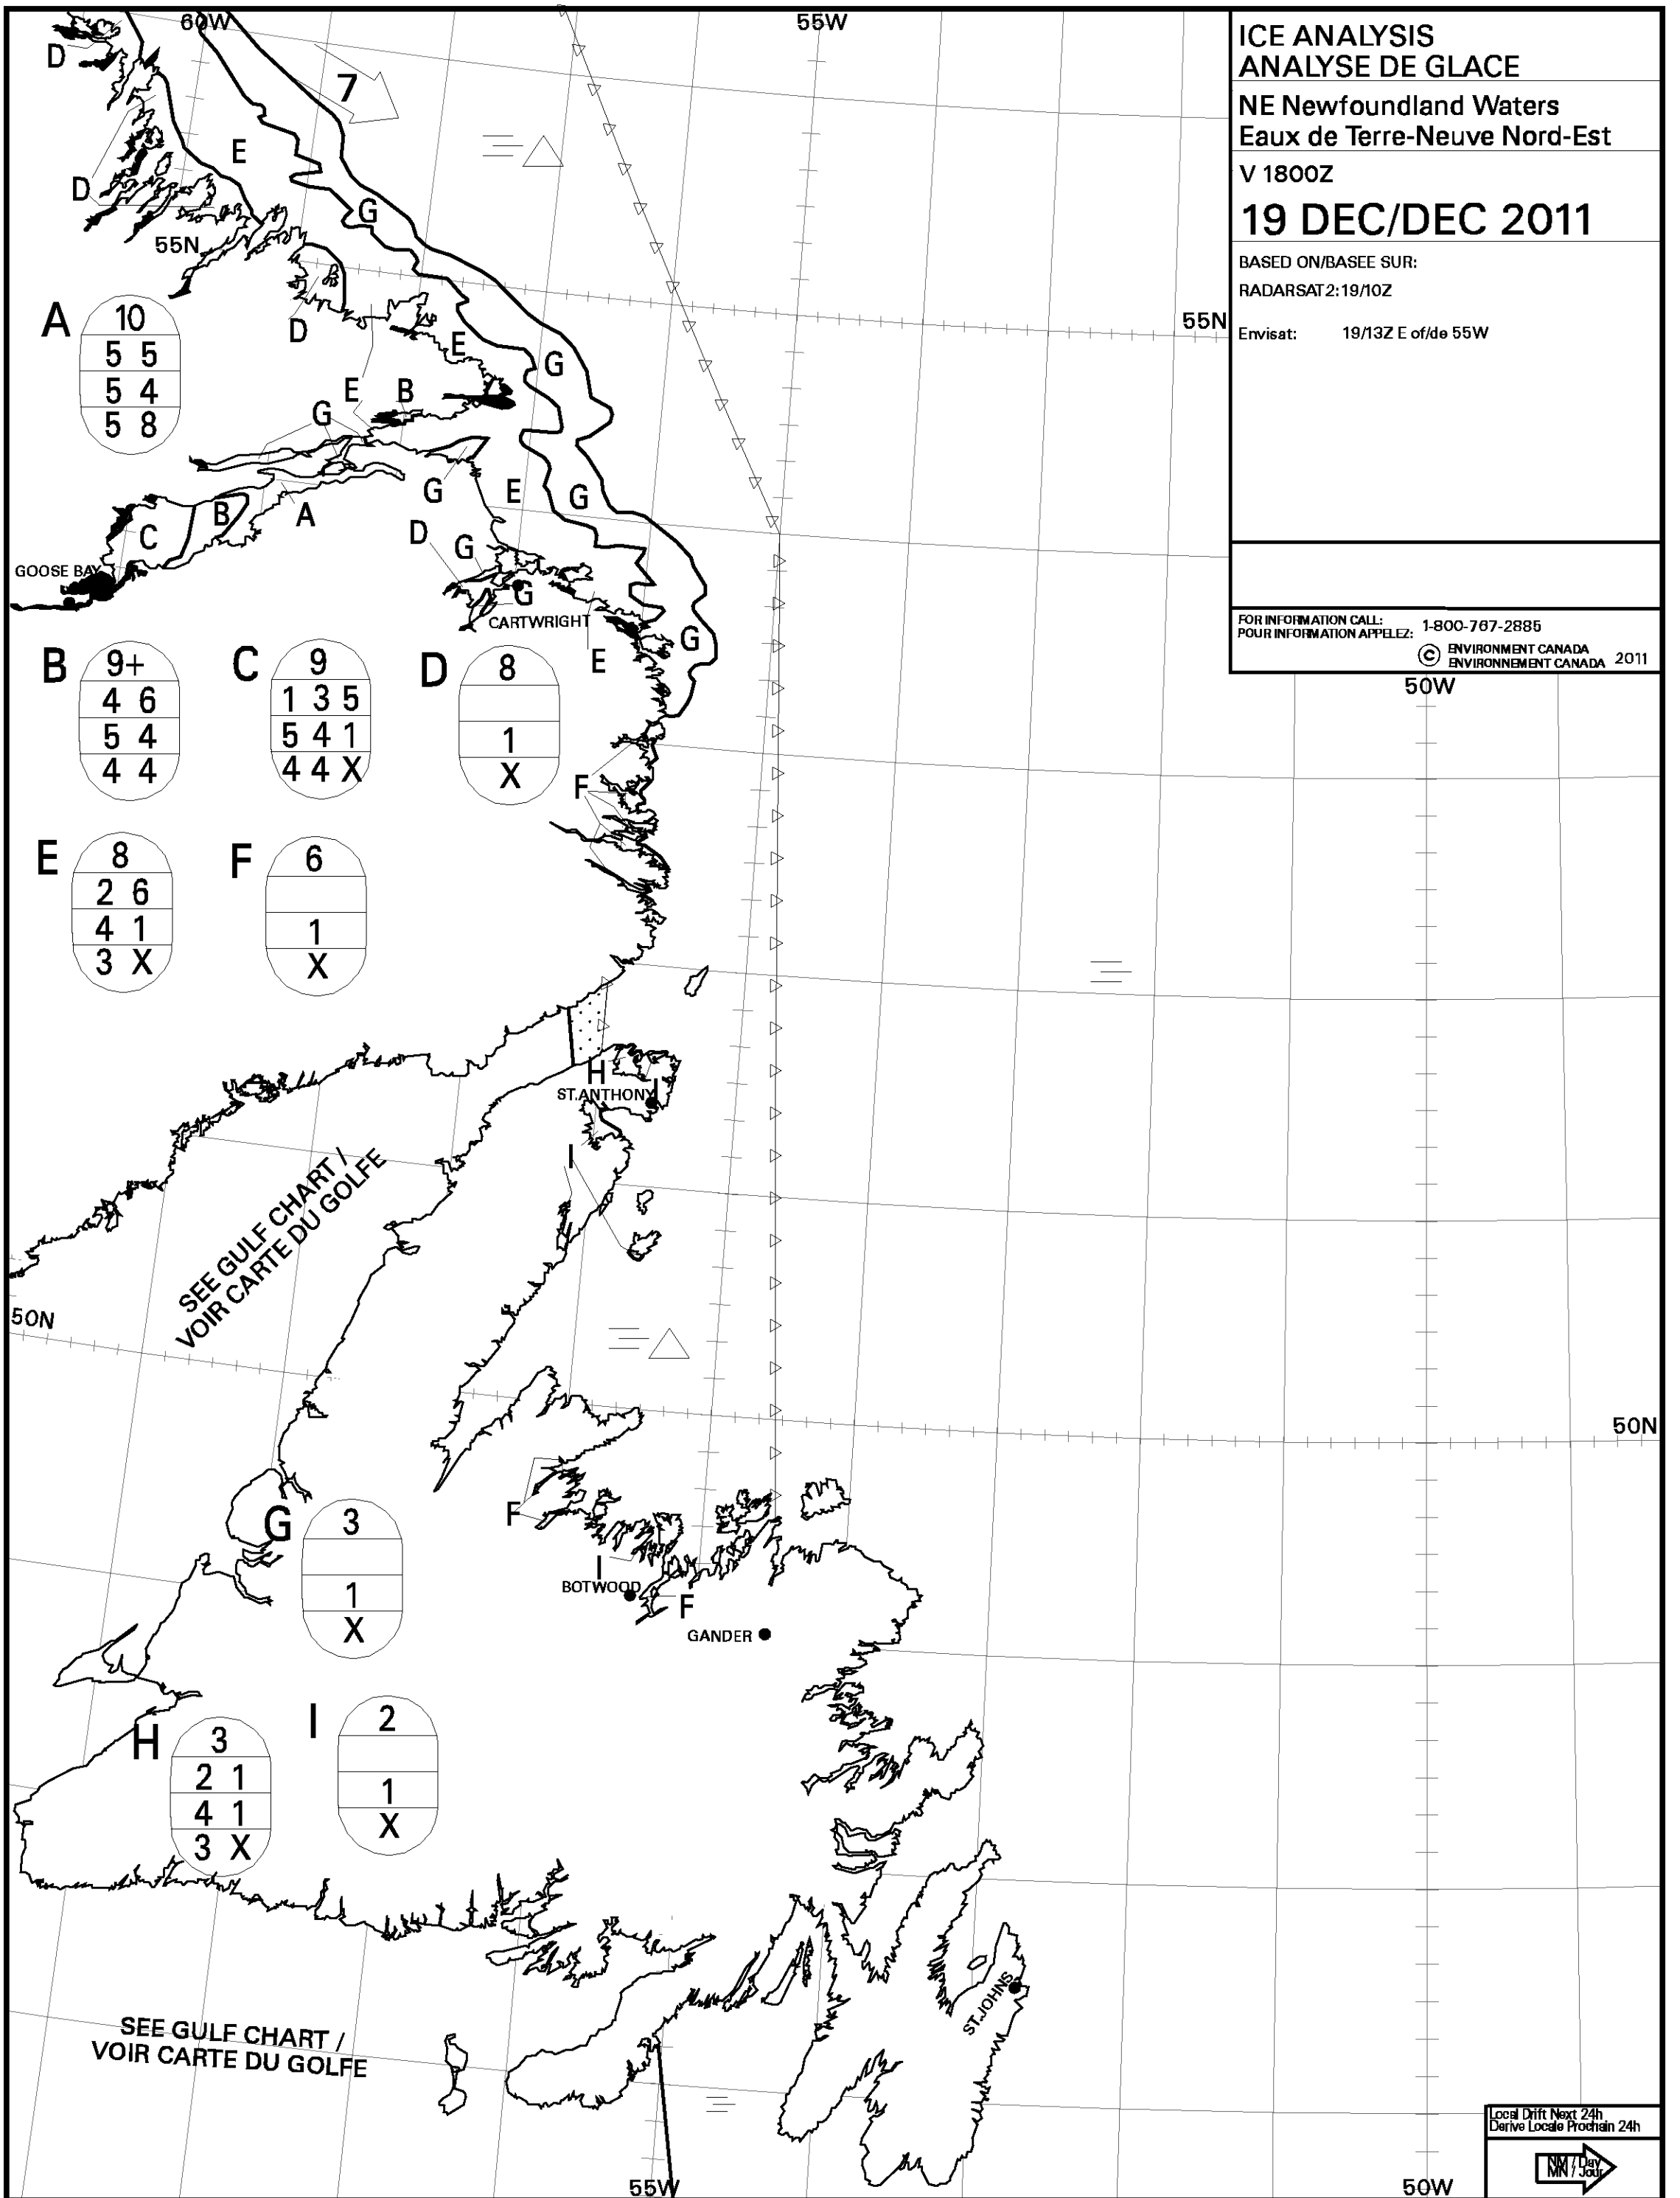 60W
55W
ICE ANALYSIS
ANALYSE DE GLACE
NE Newfoundland Waters
Eaux de Terre-Neuve Nord-Est
V 1800Z
19 DEC/DEC 2011
BASED ON/BASEE SUR:
RADARSAT2:19/10Z
Envisat: 19/13Z E of/de 55W
FOR INFORMATION CALL:
POUR INFORMATION APPELEZ: 1-800-767-2885
© ENVIRONMENT CANADA
ENVIRONNEMENT CANADA 2011
D
7
E
D
G
55N
D
E
55N
G
A
10
5 5
5 4
5 8
E
B
G
G
E
G
B
A
C
D
G
GOOSE BAY
G
CARTWRIGHT
G
E
B
9+
4 6
5 4
4 4
C
9
1 3 5
5 4 1
4 4 X
D
8
1
X
50W
F
E
8
2 6
4 1
3 X
F
6
1
X
H
I
ST.ANTHONY
I
SEE GULF CHART /
VOIR CARTE DU GOLFE
50N
50N
F
G
3
1
X
I
BOTWOOD
F
GANDER
H
3
2 1
4 1
3 X
I
2
1
X
ST.JOHNS
SEE GULF CHART /
VOIR CARTE DU GOLFE
55W
50W
Local Drift Next 24h
Derive Locale Prochain 24h
NM / Day
MN / Jour